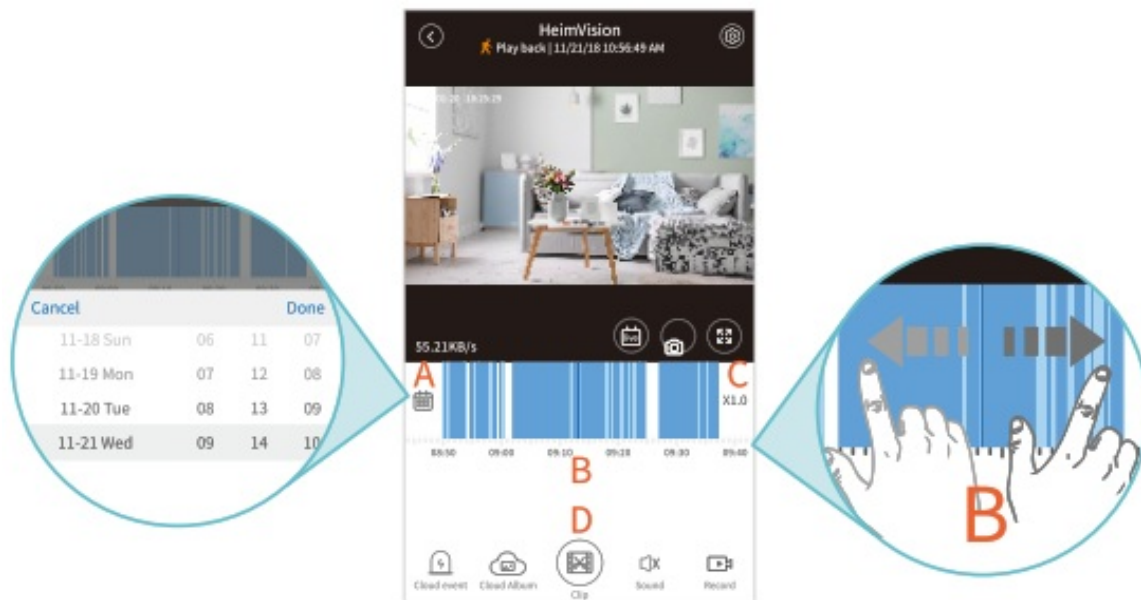 HeimVision
Play back | 11/21/18 10:56:49 AM
55.21KB/s
A
C
X1.0
08:50 09:00 09:10 09:20 09:30 09:40
B
D
Cloud event Cloud Album Clip Sound Record
Cancel Done
11-18 Sun 06 11 07
11-19 Mon 07 12 08
11-20 Tue 08 13 09
11-21 Wed 09 14 10
B